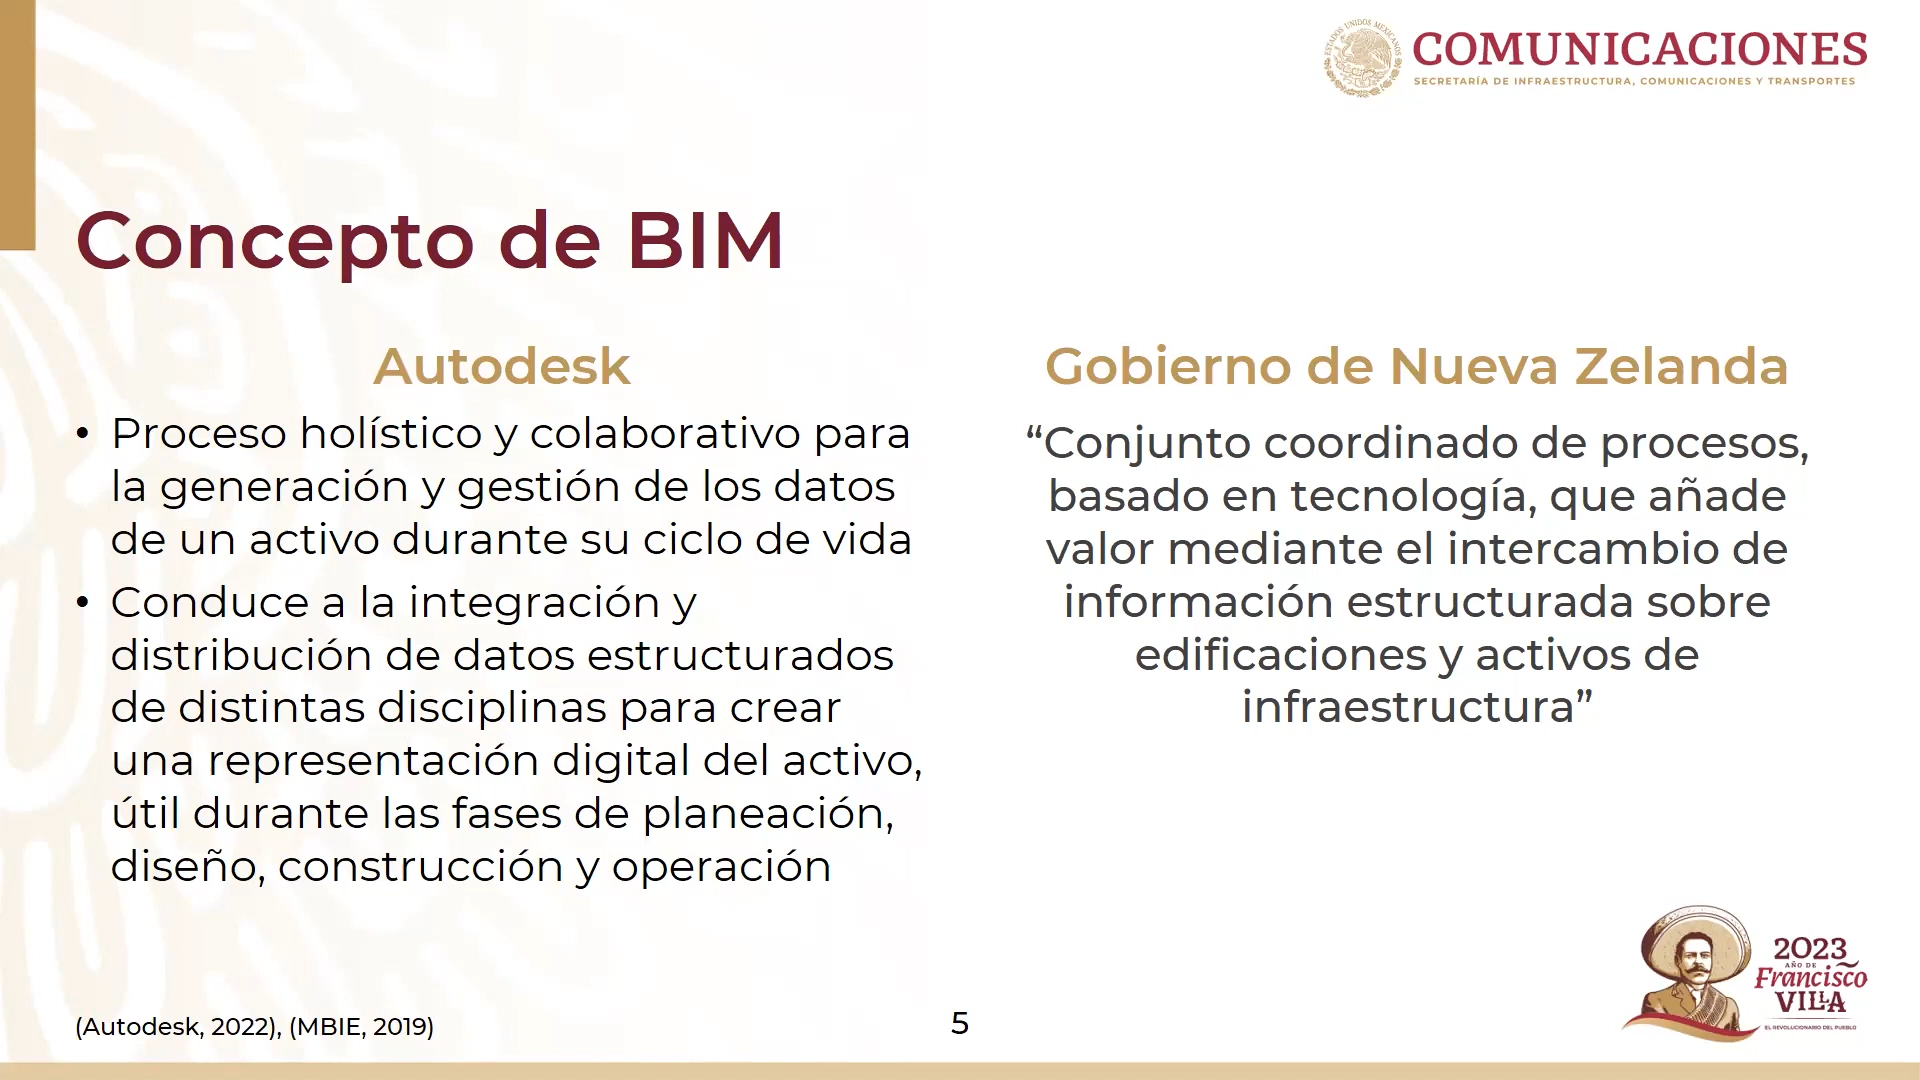 ESTADOS UNIDOS MEXICANOS
COMUNICACIONES
SECRETARÍA DE INFRAESTRUCTURA, COMUNICACIONES Y TRANSPORTES
Concepto de BIM
Autodesk
• Proceso holístico y colaborativo para
la generación y gestión de los datos
de un activo durante su ciclo de vida
• Conduce a la integración y
distribución de datos estructurados
de distintas disciplinas para crear
una representación digital del activo,
útil durante las fases de planeación,
diseño, construcción y operación
Gobierno de Nueva Zelanda
“Conjunto coordinado de procesos,
basado en tecnología, que añade
valor mediante el intercambio de
información estructurada sobre
edificaciones y activos de
infraestructura”
2023
AÑO DE
Francisco
VILLA
EL REVOLUCIONARIO DEL PUEBLO
(Autodesk, 2022), (MBIE, 2019)
5